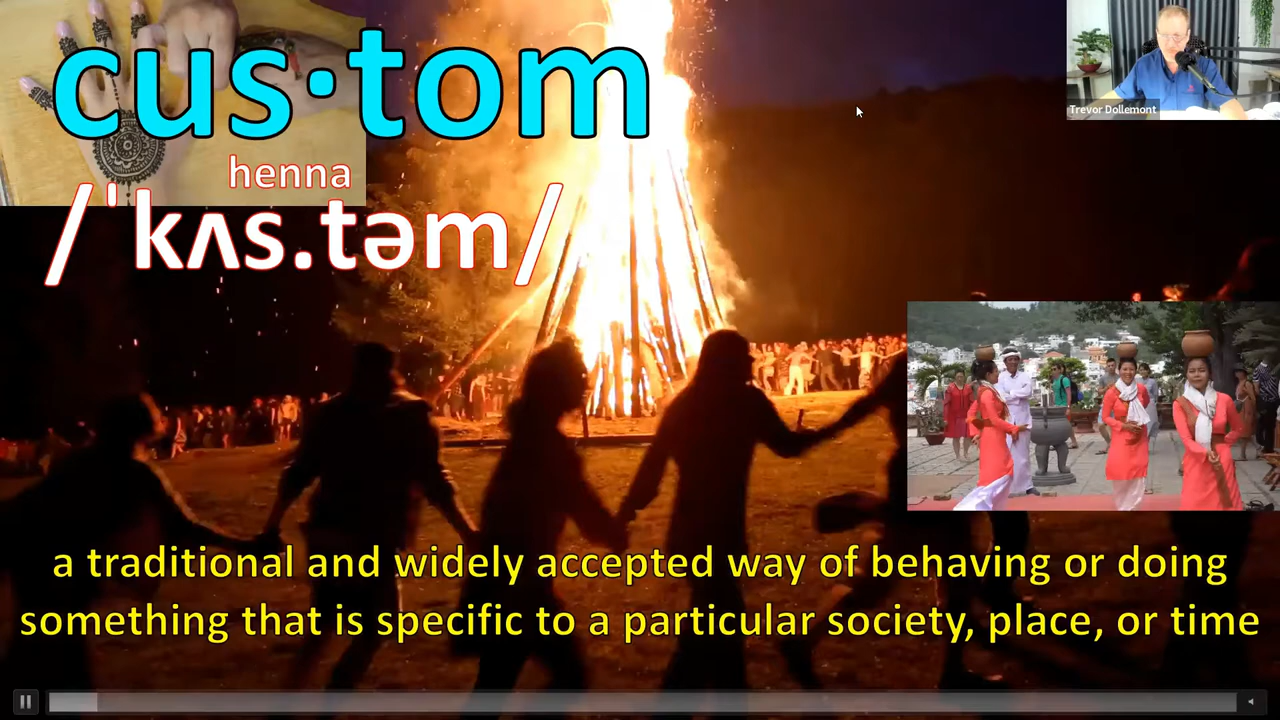 cus·tom
Trevor Dollemont
henna
/ˈkʌs.təm/
a traditional and widely accepted way of behaving or doing
something that is specific to a particular society, place, or time